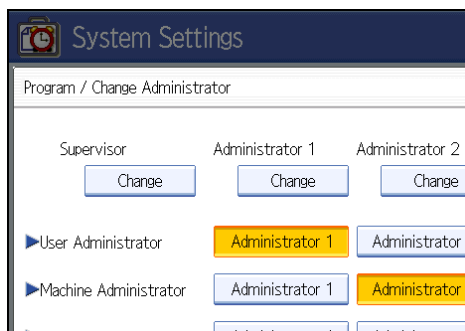 System Settings
Program / Change Administrator
Supervisor Administrator 1 Administrator 2
Change Change Change
User Administrator Administrator 1 Administrator
Machine Administrator Administrator 1 Administrator